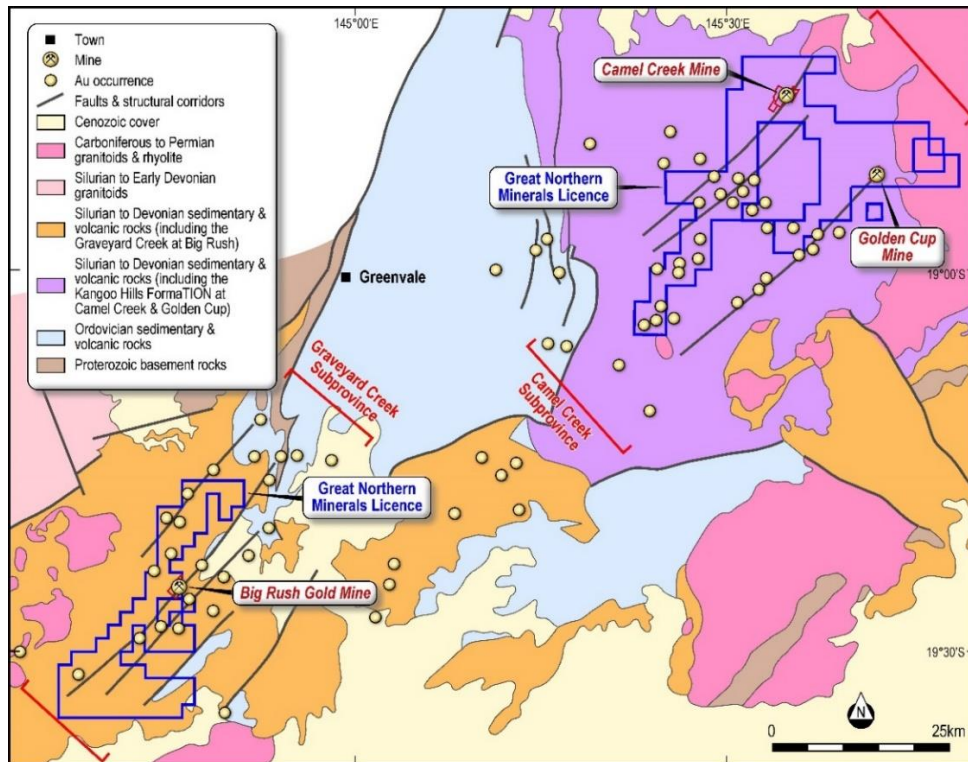 145°00'E
145°30'E
Town
Mine
Au occurrence
Faults & structural corridors
Cenozoic cover
Carboniferous to Permian
granitoids & rhyolite
Silurian to Early Devonian
granitoids
Silurian to Devonian sedimentary &
volcanic rocks (including the
Graveyard Creek at Big Rush)
Silurian to Devonian sedimentary &
volcanic rocks (including the
Kangoo Hills FormaTION at
Camel Creek & Golden Cup)
Ordovician sedimentary &
volcanic rocks
Proterozoic basement rocks
Camel Creek Mine
Great Northern
Minerals Licence
Golden Cup
Mine
19°00'S
Greenvale
Graveyard Creek
Subprovince
Camel Creek
Subprovince
Great Northern
Minerals Licence
Big Rush Gold Mine
19°30'S
N
0
25km